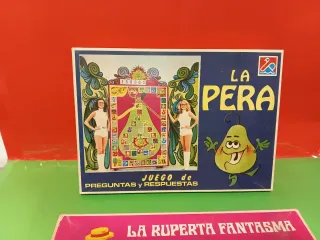 LA
PERA
JUEGO de
PREGUNTAS y RESPUESTAS
LA RUPERTA FANTASMA